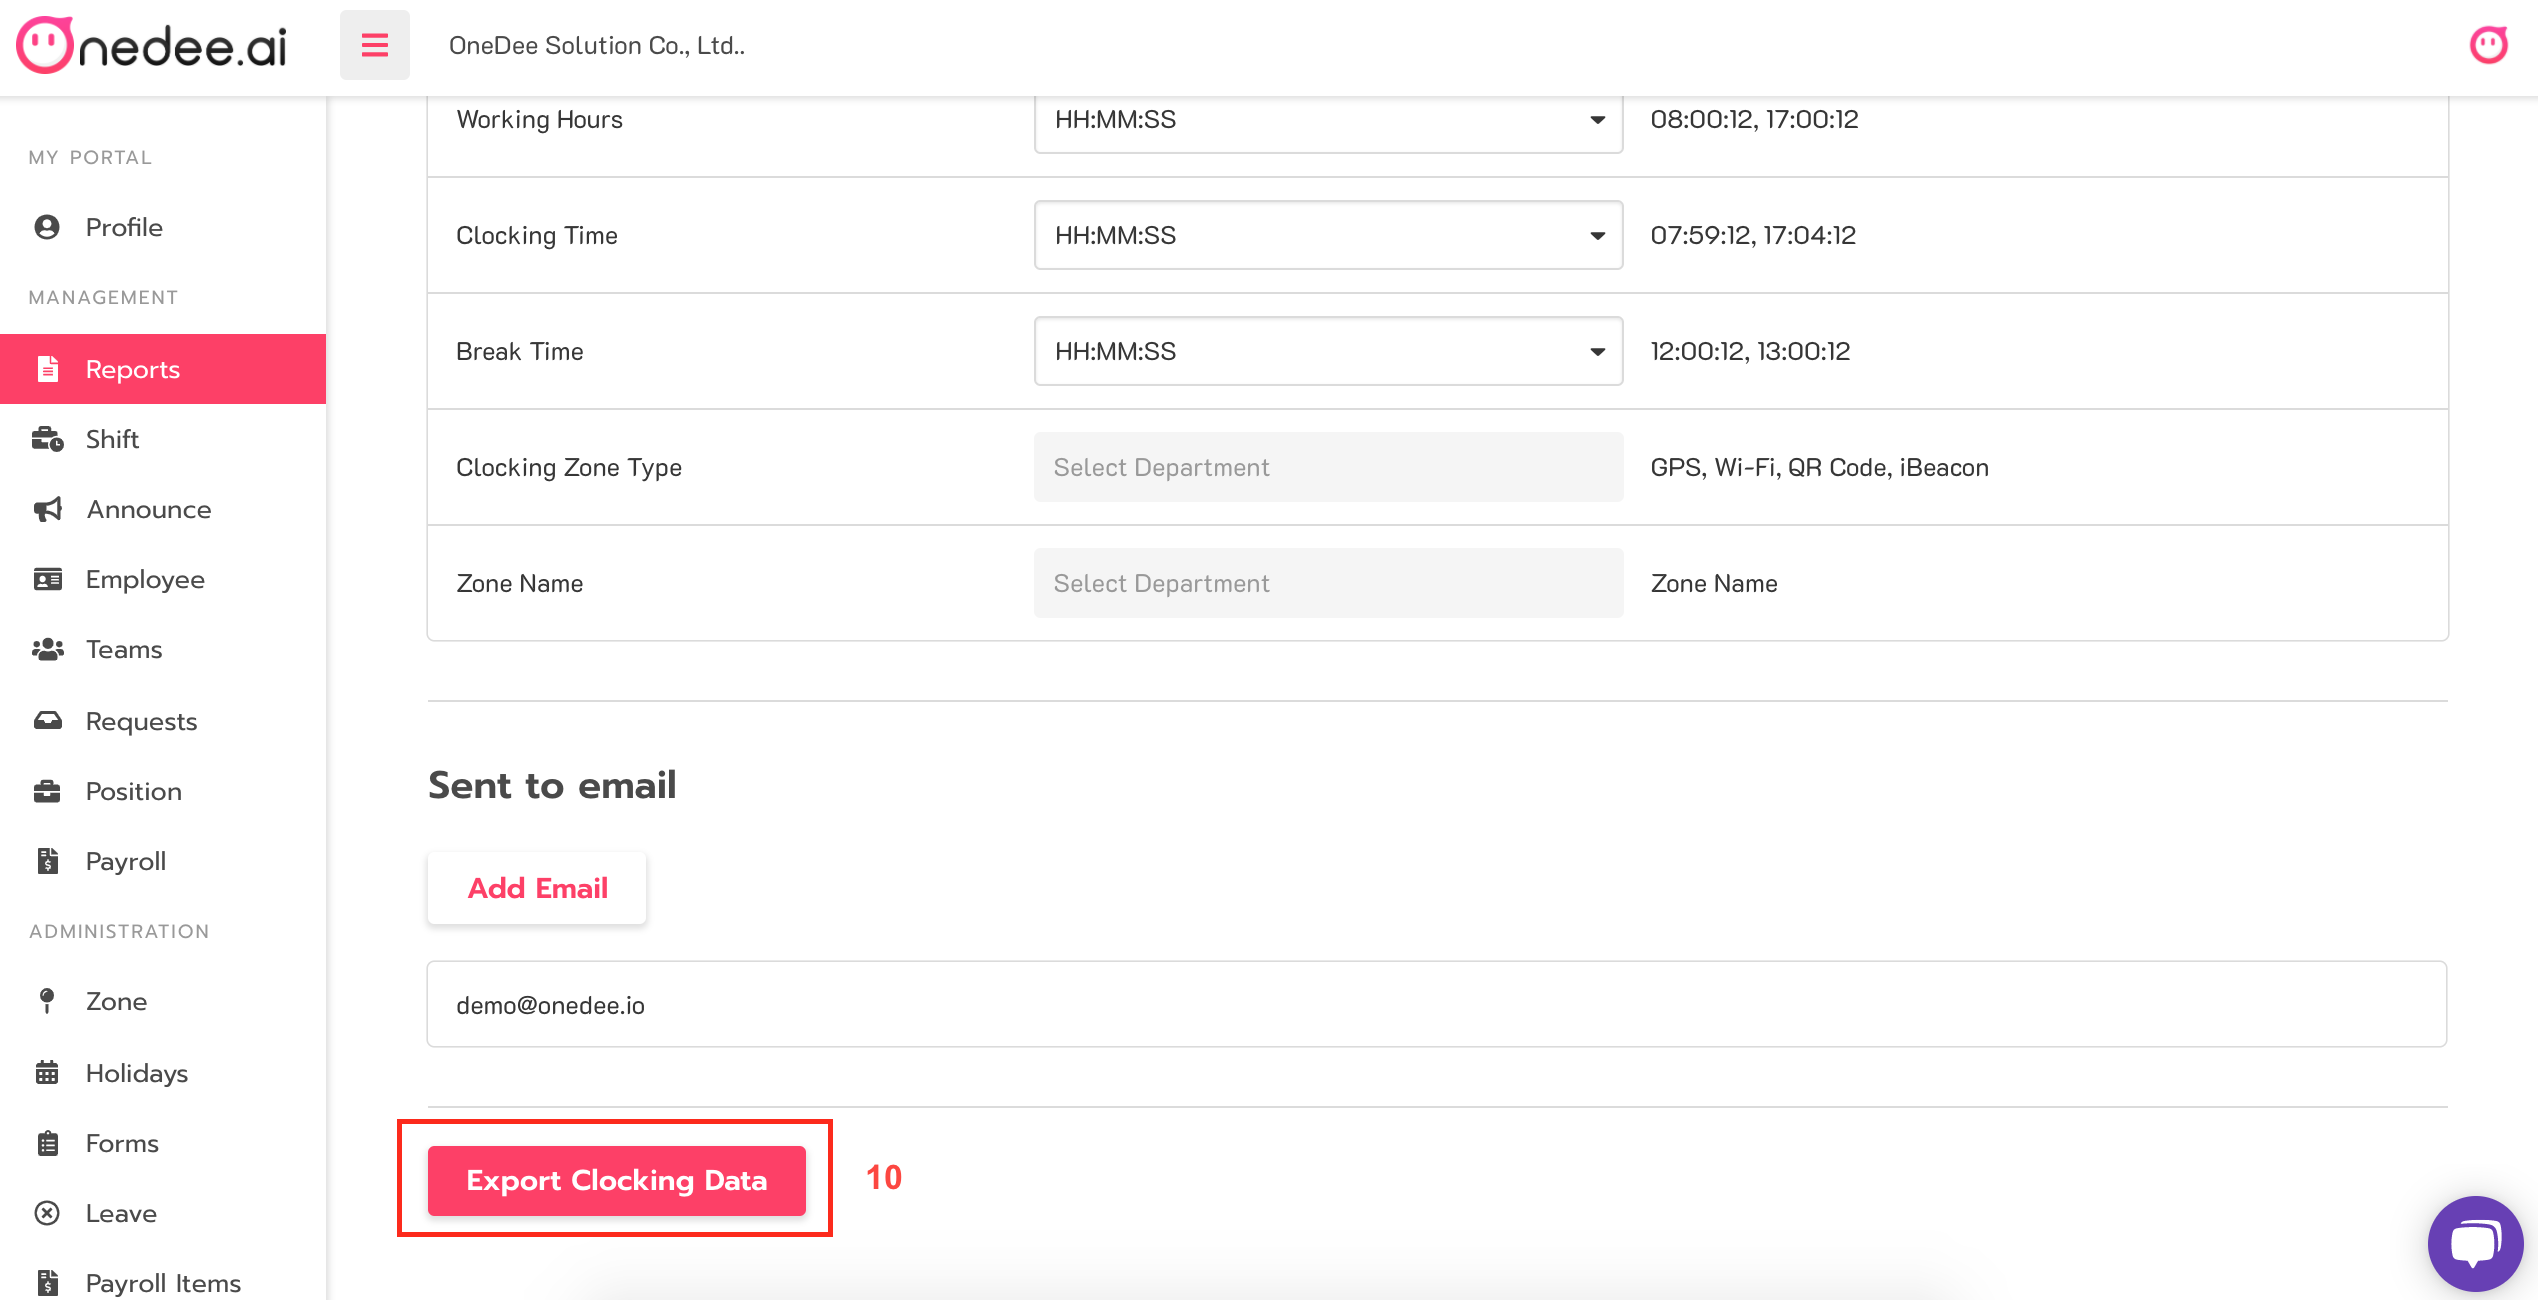 Onedee.ai
OneDee Solution Co., Ltd..
MY PORTAL
Profile
MANAGEMENT
Reports
Shift
Announce
Employee
Teams
Requests
Position
Payroll
ADMINISTRATION
Zone
Holidays
Forms
Leave
Payroll Items
Working Hours HH:MM:SS 08:00:12, 17:00:12
Clocking Time HH:MM:SS 07:59:12, 17:04:12
Break Time HH:MM:SS 12:00:12, 13:00:12
Clocking Zone Type Select Department GPS, Wi-Fi, QR Code, iBeacon
Zone Name Select Department Zone Name
Sent to email
Add Email
demo@onedee.io
Export Clocking Data 10